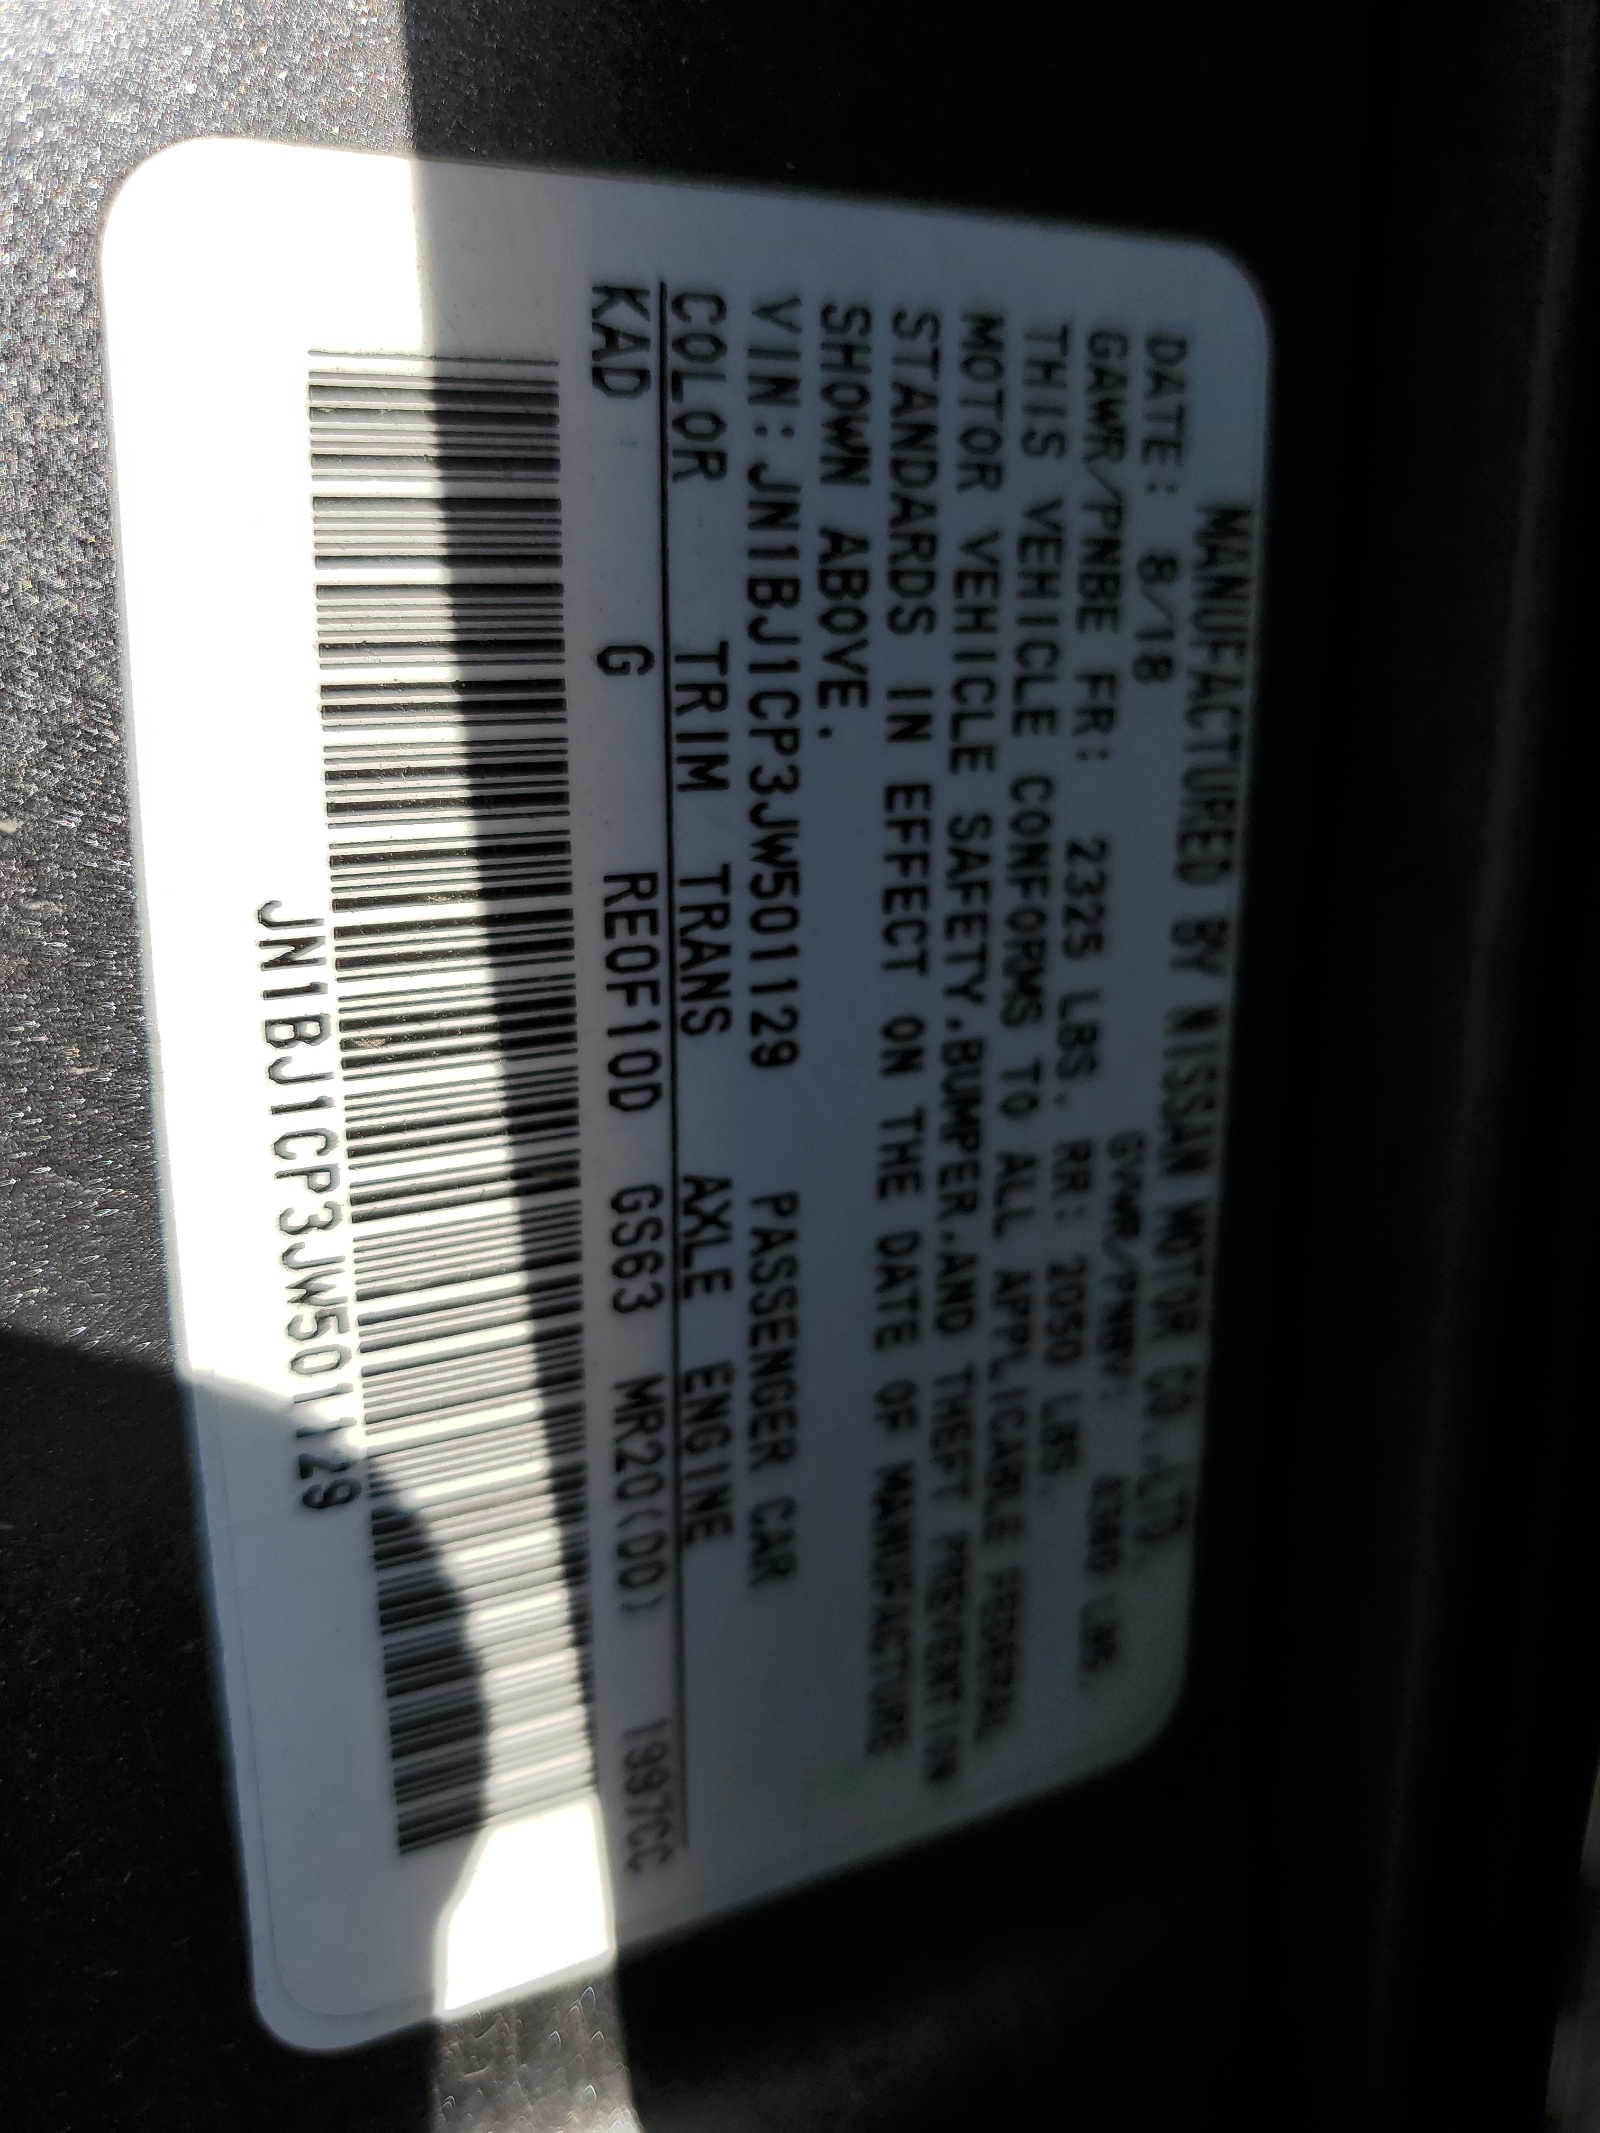 MANUFACTURED BY NISSAN MOTOR CO.,LTD.
DATE: 8/18 GVWR/PNBV: LBS.
GAWR/PNBE FR: 2325 LBS. RR: 2050 LBS.
THIS VEHICLE CONFORMS TO ALL APPLICABLE FEDERAL
MOTOR VEHICLE SAFETY,BUMPER,AND THEFT PREVENTION
STANDARDS IN EFFECT ON THE DATE OF MANUFACTURE
SHOWN ABOVE.
VIN:JN1BJ1CP3JW501129 PASSENGER CAR
COLOR TRIM TRANS AXLE ENGINE
KAD G RE0F10D GS63 MR20(DD) 1997CC
JN1BJ1CP3JW501129